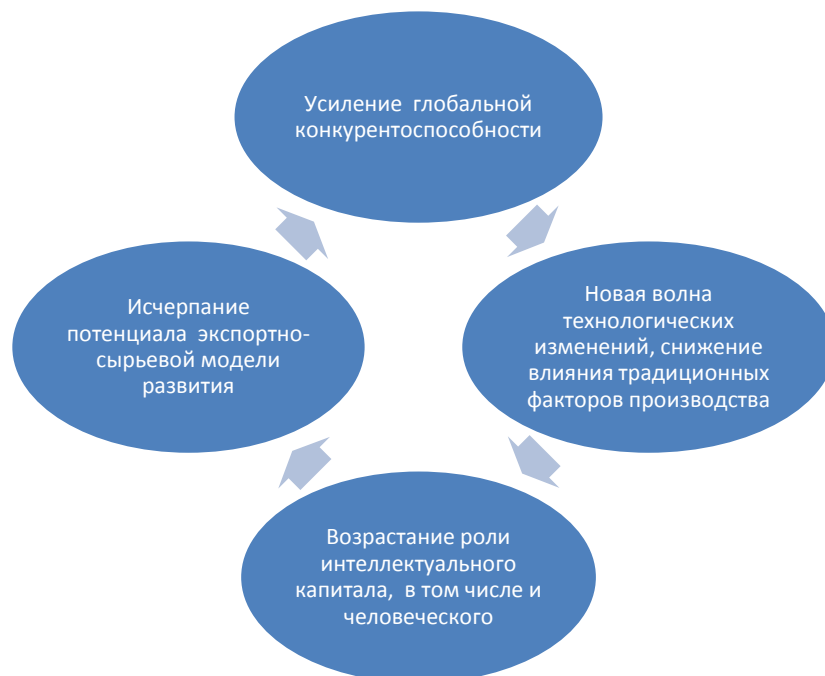 Усиление глобальной
конкурентоспособности
Исчерпание
потенциала экспортно-
сырьевой модели
развития
Новая волна
технологических
изменений, снижение
влияния традиционных
факторов производства
Возрастание роли
интеллектуального
капитала, в том числе и
человеческого